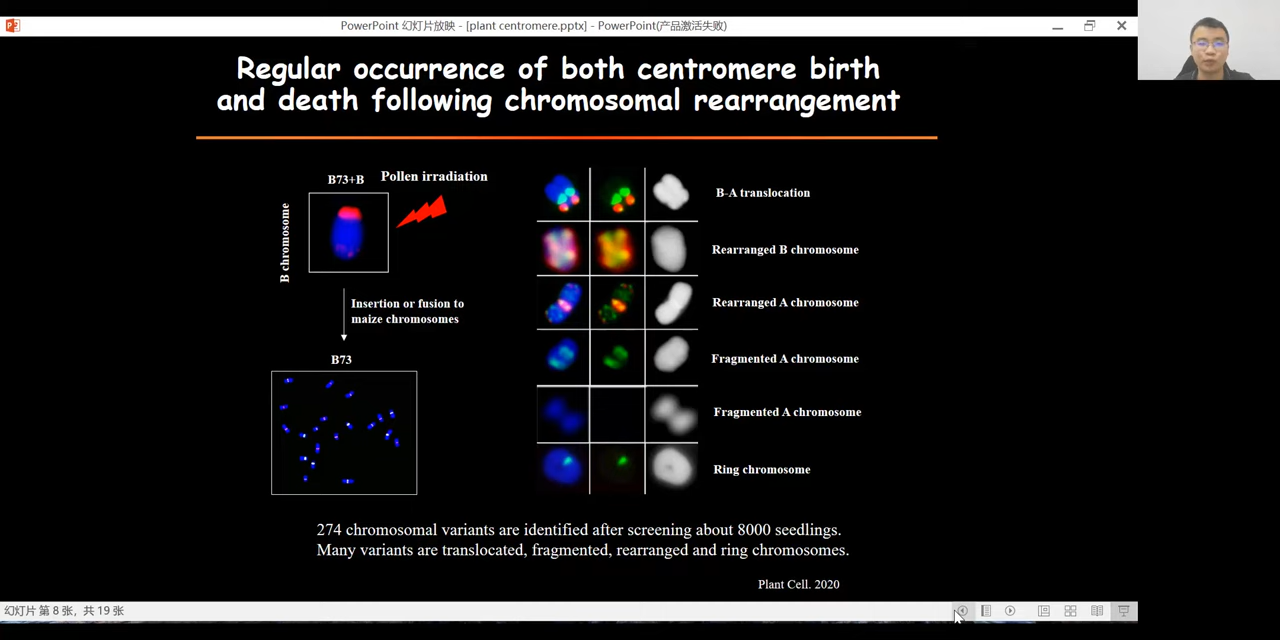 PowerPoint 幻灯片放映 - [plant centromere.pptx] - PowerPoint(产品激活失败)
Regular occurrence of both centromere birth
and death following chromosomal rearrangement
B73+B
Pollen irradiation
B chromosome
Insertion or fusion to
maize chromosomes
B73
B-A translocation
Rearranged B chromosome
Rearranged A chromosome
Fragmented A chromosome
Fragmented A chromosome
Ring chromosome
274 chromosomal variants are identified after screening about 8000 seedlings.
Many variants are translocated, fragmented, rearranged and ring chromosomes.
Plant Cell. 2020
幻灯片 第 8 张，共 19 张